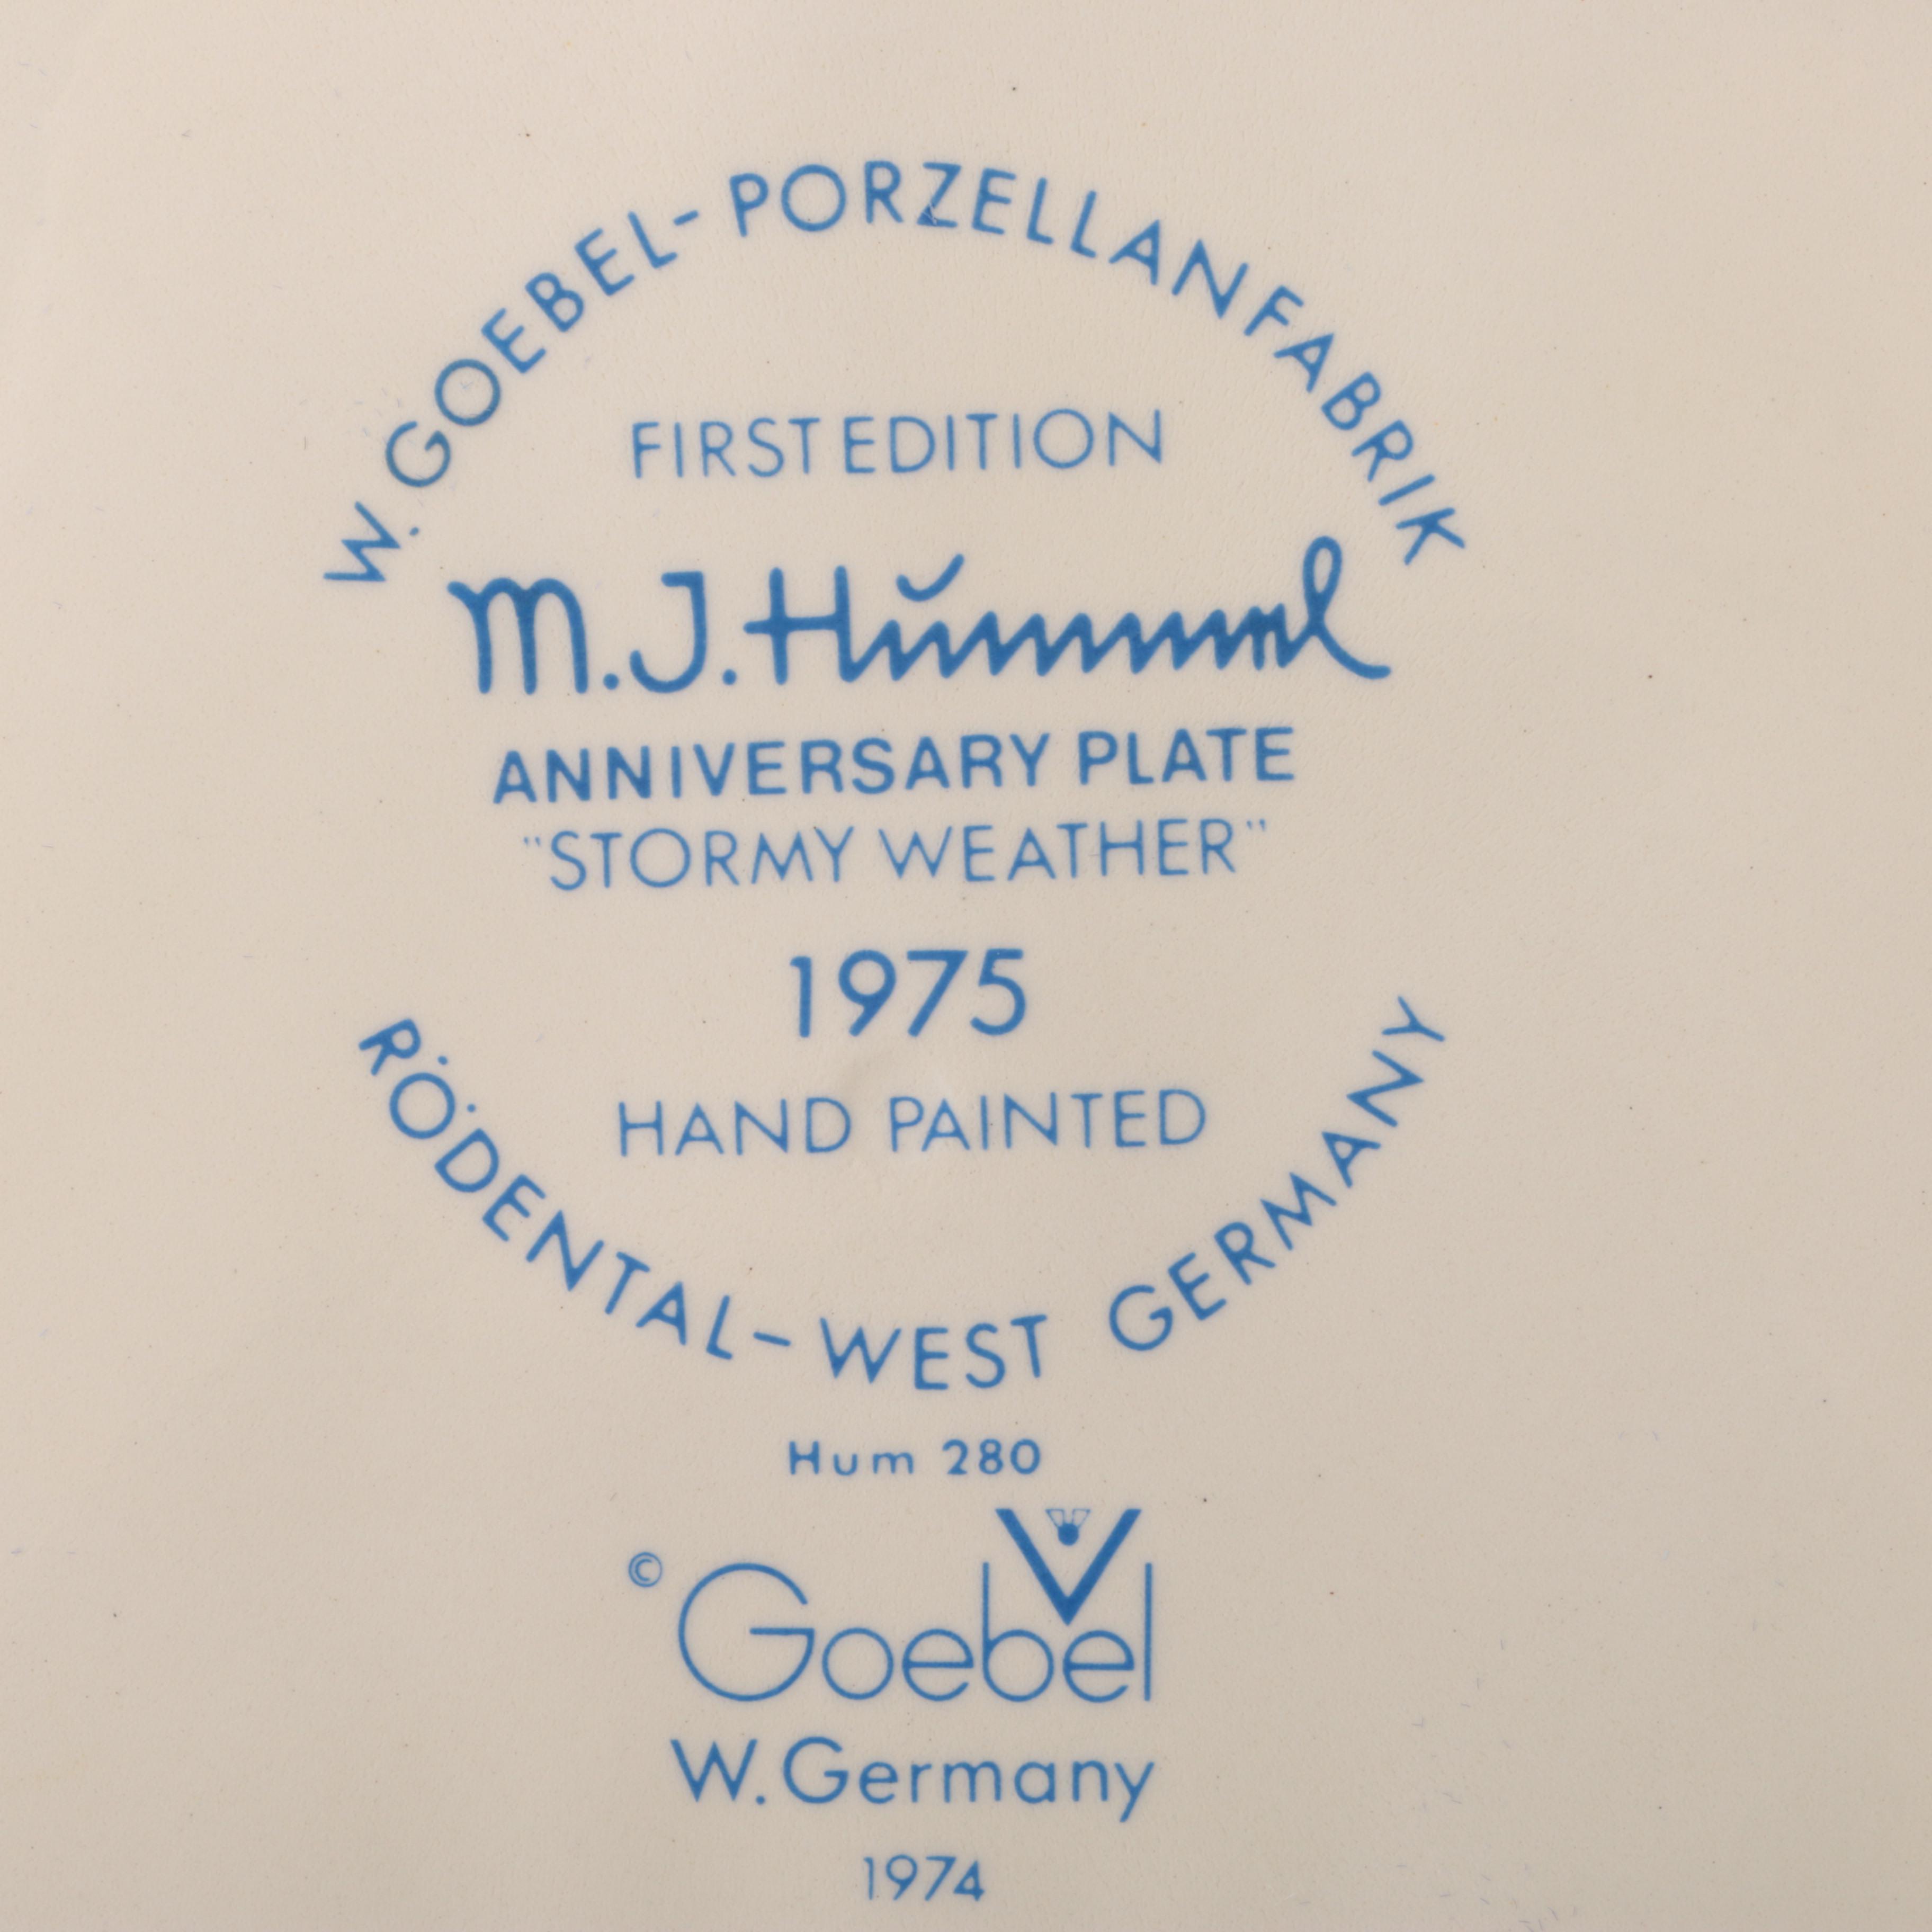 W. GOEBEL-PORZELLANFABRIK
FIRST EDITION
M.J. Hummel
ANNIVERSARY PLATE
"STORMY WEATHER"
1975
HAND PAINTED
RÖDENTAL-WEST GERMANY
Hum 280
© Goebel
W. Germany
1974